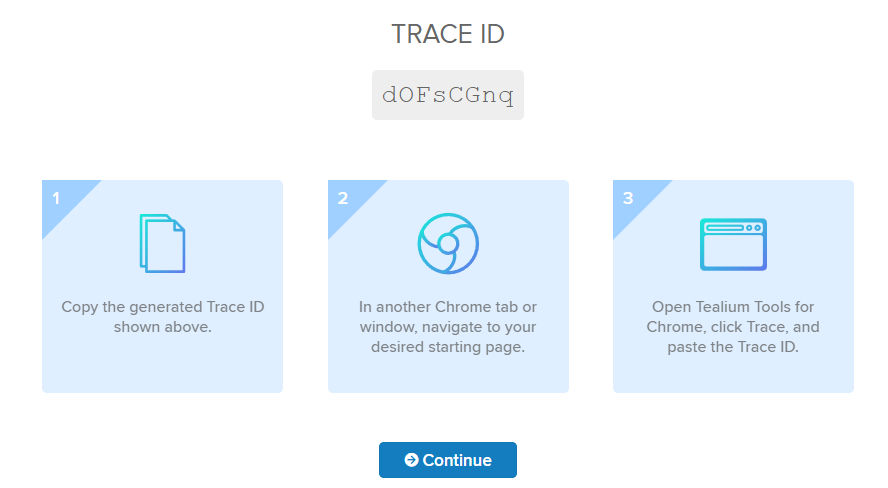 TRACE ID
dOFsCGnq
1
Copy the generated Trace ID
shown above.
2
In another Chrome tab or
window, navigate to your
desired starting page.
3
Open Tealium Tools for
Chrome, click Trace, and
paste the Trace ID.
Continue